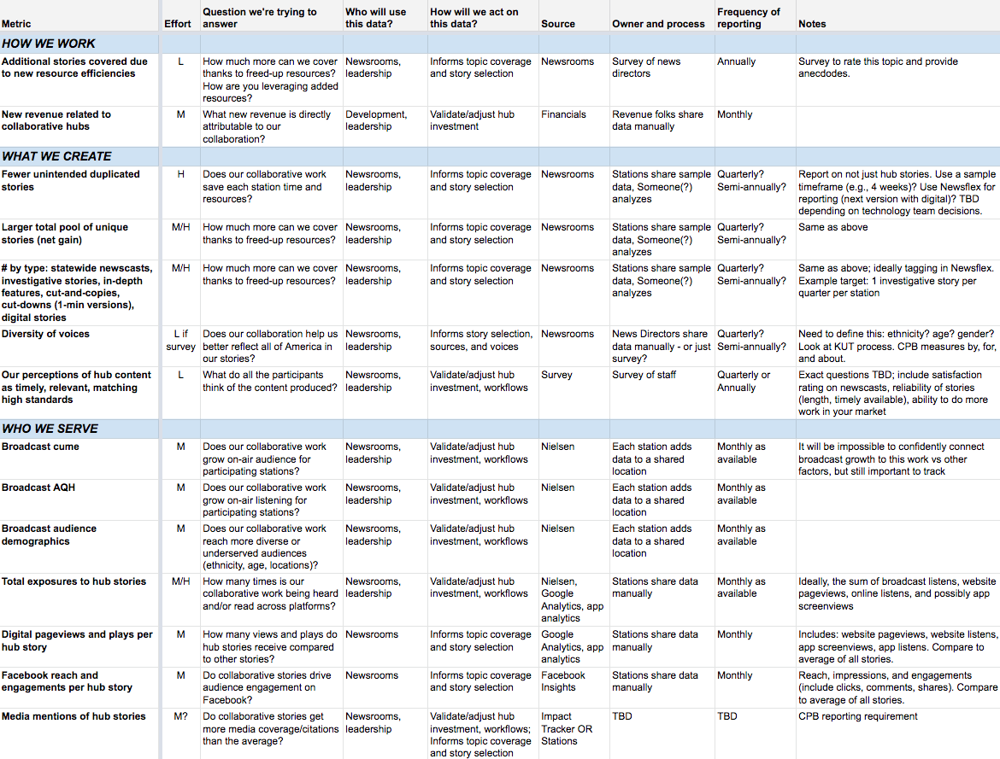 Metric Effort Question we're trying to answer Who will use this data? How will we act on this data? Source Owner and process Frequency of reporting Notes
HOW WE WORK
Additional stories covered due to new resource efficiencies L How much more can we cover thanks to freed-up resources? How are you leveraging added resources? Newsrooms, leadership Informs topic coverage and story selection Newsrooms Survey of news directors Annually Survey to rate this topic and provide anecdotes.
New revenue related to collaborative hubs M What new revenue is directly attributable to our collaboration? Development, leadership Validate/adjust hub investment Financials Revenue folks share data manually Monthly
WHAT WE CREATE
Fewer unintended duplicated stories H Does our collaborative work save each station time and resources? Newsrooms, leadership Informs topic coverage and story selection Newsrooms Stations share sample data, Someone(?) analyzes Quarterly? Semi-annually? Report on not just hub stories. Use a sample timeframe (e.g., 4 weeks)? Use Newsflex for reporting (next version with digital)? TBD depending on technology team decisions.
Larger total pool of unique stories (net gain) M/H How much more can we cover thanks to freed-up resources? Newsrooms, leadership Informs topic coverage and story selection Newsrooms Stations share sample data, Someone(?) analyzes Quarterly? Semi-annually? Same as above
# by type: statewide newscasts, investigative stories, in-depth features, cut-and-copies, cut-downs (1-min versions), digital stories M/H How much more can we cover thanks to freed-up resources? Newsrooms, leadership Informs topic coverage and story selection Newsrooms Stations share sample data, Someone(?) analyzes Quarterly? Semi-annually? Same as above; ideally tagging in Newsflex. Example target: 1 investigative story per quarter per station
Diversity of voices L if survey Does our collaboration help us better reflect all of America in our stories? Newsrooms, leadership Informs story selection, sources, and voices Newsrooms News Directors share data manually - or just survey? Quarterly? Semi-annually? Need to define this: ethnicity? age? gender? Look at KUT process. CPB measures by, for, and about.
Our perceptions of hub content as timely, relevant, matching high standards L What do all the participants think of the content produced? Newsrooms, leadership Validate/adjust hub investment, workflows Survey Survey of staff Quarterly or Annually Exact questions TBD; include satisfaction rating on newscasts, reliability of stories (length, timely available), ability to do more work in your market
WHO WE SERVE
Broadcast cume M Does our collaborative work grow on-air audience for participating stations? Newsrooms, leadership Validate/adjust hub investment, workflows Nielsen Each station adds data to a shared location Monthly as available It will be impossible to confidently connect broadcast growth to this work vs other factors, but still important to track
Broadcast AQH M Does our collaborative work grow on-air listening for participating stations? Newsrooms, leadership Validate/adjust hub investment, workflows Nielsen Each station adds data to a shared location Monthly as available
Broadcast audience demographics M Does our collaborative work reach more diverse or underserved audiences (ethnicity, age, locations)? Newsrooms, leadership Validate/adjust hub investment, workflows Nielsen Each station adds data to a shared location Monthly as available
Total exposures to hub stories M/H How many times is our collaborative work being heard and/or read across platforms? Newsrooms, leadership Validate/adjust hub investment, workflows Nielsen, Google Analytics, app analytics Stations share data manually Monthly as available Ideally, the sum of broadcast listens, website pageviews, online listens, and possibly app screenviews
Digital pageviews and plays per hub story M How many views and plays do hub stories receive compared to other stories? Newsrooms Informs topic coverage and story selection Google Analytics, app analytics Stations share data manually Monthly Includes: website pageviews, website listens, app screenviews, app listens. Compare to average of all stories.
Facebook reach and engagements per hub story M Do collaborative stories drive audience engagement on Facebook? Newsrooms Informs topic coverage and story selection Facebook Insights Stations share data manually Monthly Reach, impressions, and engagements (include clicks, comments, shares). Compare to average of all stories.
Media mentions of hub stories M? Do collaborative stories get more media coverage/citations than the average? Newsrooms, leadership Validate/adjust hub investment, workflows; Informs topic coverage and story selection Impact Tracker OR Stations TBD TBD CPB reporting requirement